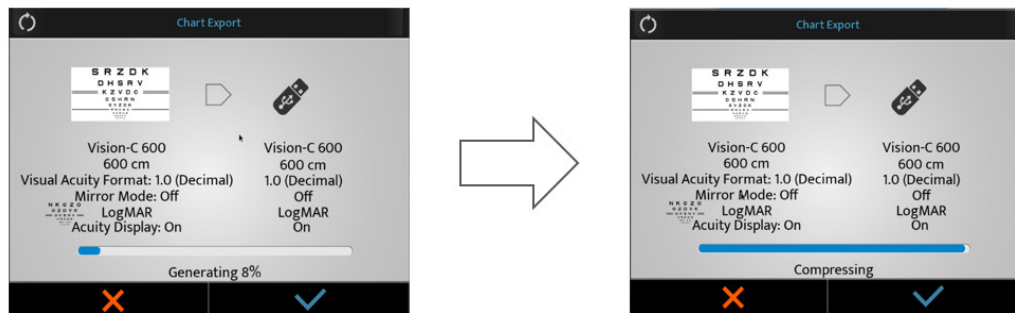 Chart Export
SRZDK
DHSRV
KZVDC
Vision-C 600
600 cm
Visual Acuity Format: 1.0 (Decimal)
Mirror Mode: Off
LogMAR
Acuity Display: On
Vision-C 600
600 cm
1.0 (Decimal)
Off
LogMAR
On
NKGZD
Generating 8%
Chart Export
SRZDK
DHSRV
KZVDC
Vision-C 600
600 cm
Visual Acuity Format: 1.0 (Decimal)
Mirror Mode: Off
LogMAR
Acuity Display: On
Vision-C 600
600 cm
1.0 (Decimal)
Off
LogMAR
On
Compressing